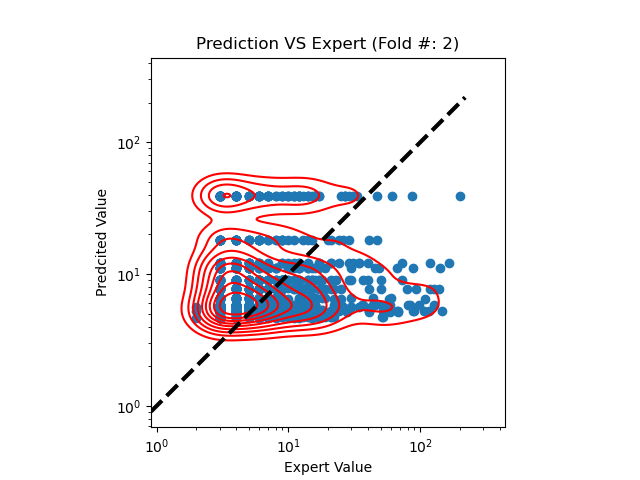 Prediction VS Expert (Fold #: 2)
Predcited Value
10²
10¹
10⁰
10⁰ 10¹ 10²
Expert Value